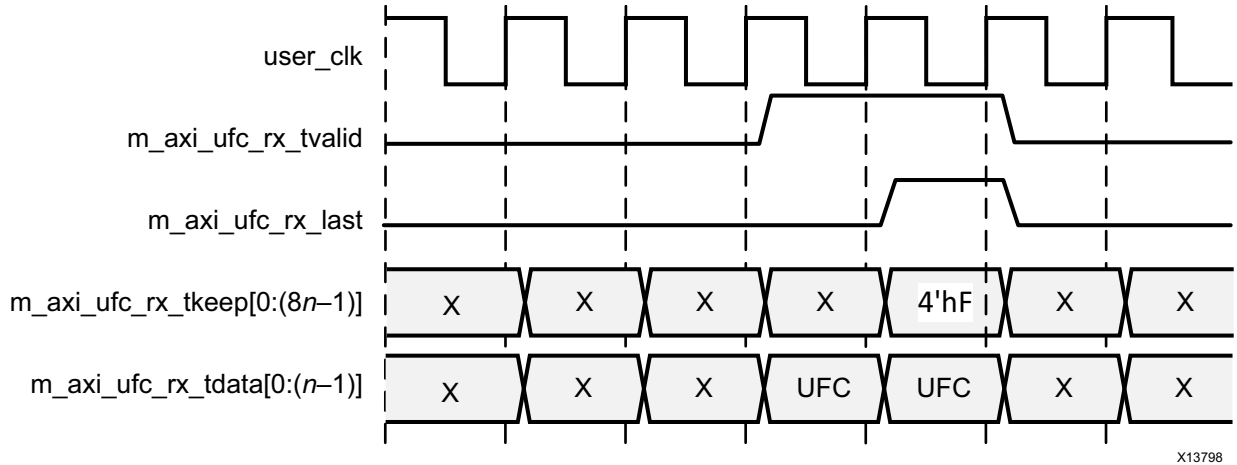 user_clk
m_axi_ufc_rx_tvalid
m_axi_ufc_rx_last
m_axi_ufc_rx_tkeep[0:(8n–1)] X X X X 4'hF X X
m_axi_ufc_rx_tdata[0:(n–1)] X X X UFC UFC X X
X13798